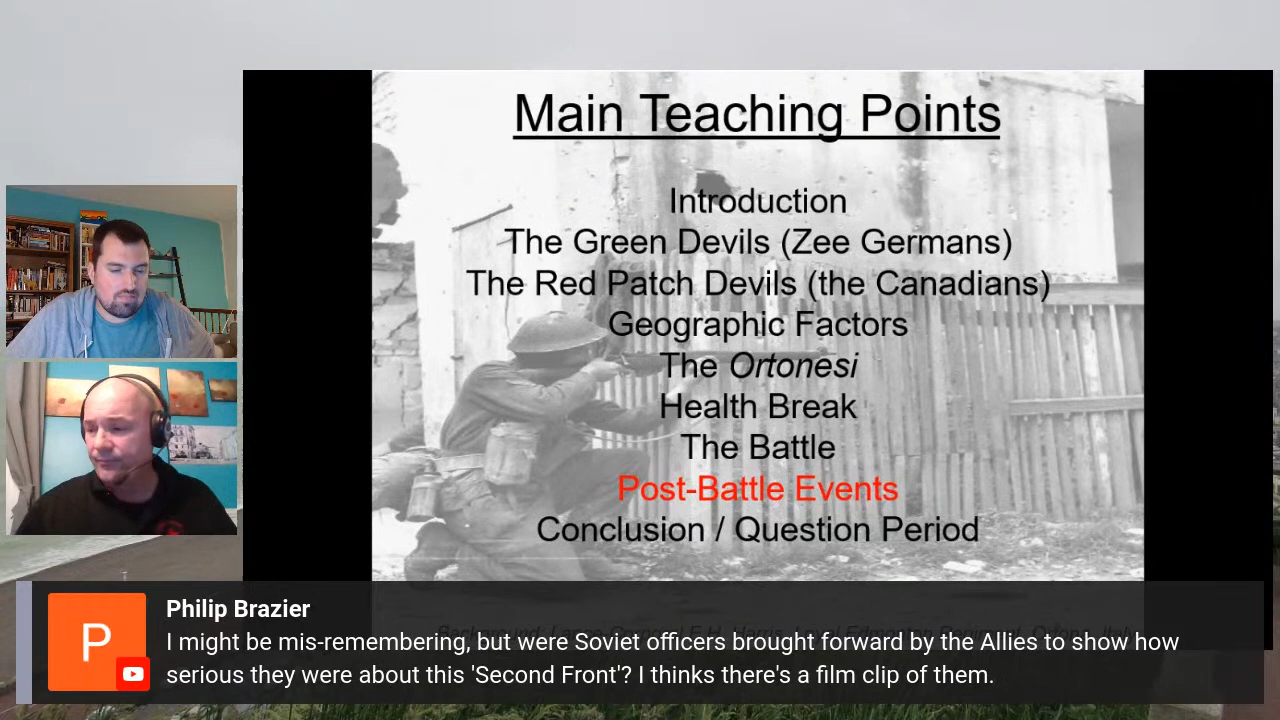 Main Teaching Points
Introduction
The Green Devils (Zee Germans)
The Red Patch Devils (the Canadians)
Geographic Factors
The Ortonesi
Health Break
The Battle
Post-Battle Events
Conclusion / Question Period
P
Philip Brazier
I might be mis-remembering, but were Soviet officers brought forward by the Allies to show how
serious they were about this 'Second Front'? I thinks there's a film clip of them.